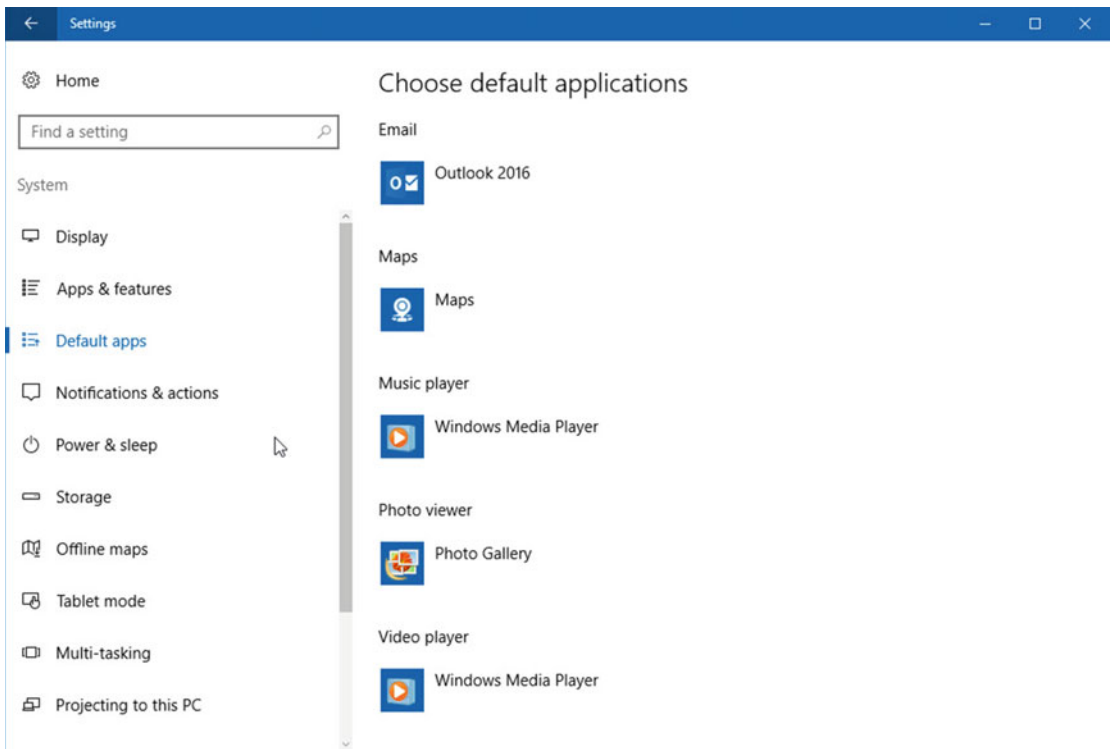 Settings
Home
Find a setting
System
Display
Apps & features
Default apps
Notifications & actions
Power & sleep
Storage
Offline maps
Tablet mode
Multi-tasking
Projecting to this PC
Choose default applications
Email
Outlook 2016
Maps
Maps
Music player
Windows Media Player
Photo viewer
Photo Gallery
Video player
Windows Media Player